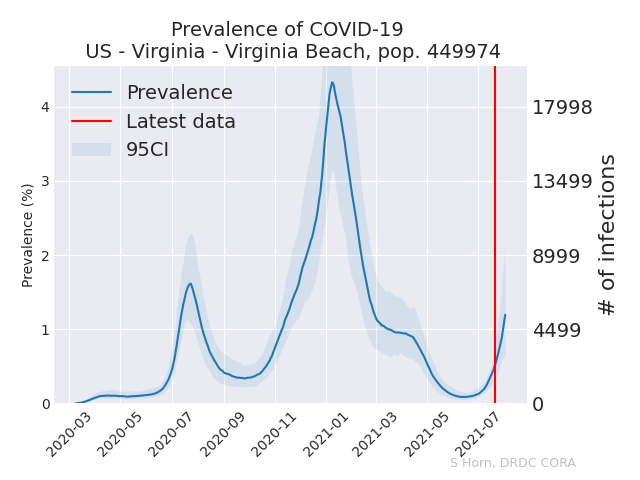 Prevalence of COVID-19
US - Virginia - Virginia Beach, pop. 449974
Prevalence
Latest data
95CI
Prevalence (%)
4
3
2
1
0
17998
13499
8999
4499
0
# of infections
2020-03
2020-05
2020-07
2020-09
2020-11
2021-01
2021-03
2021-05
2021-07
S Horn, DRDC CORA